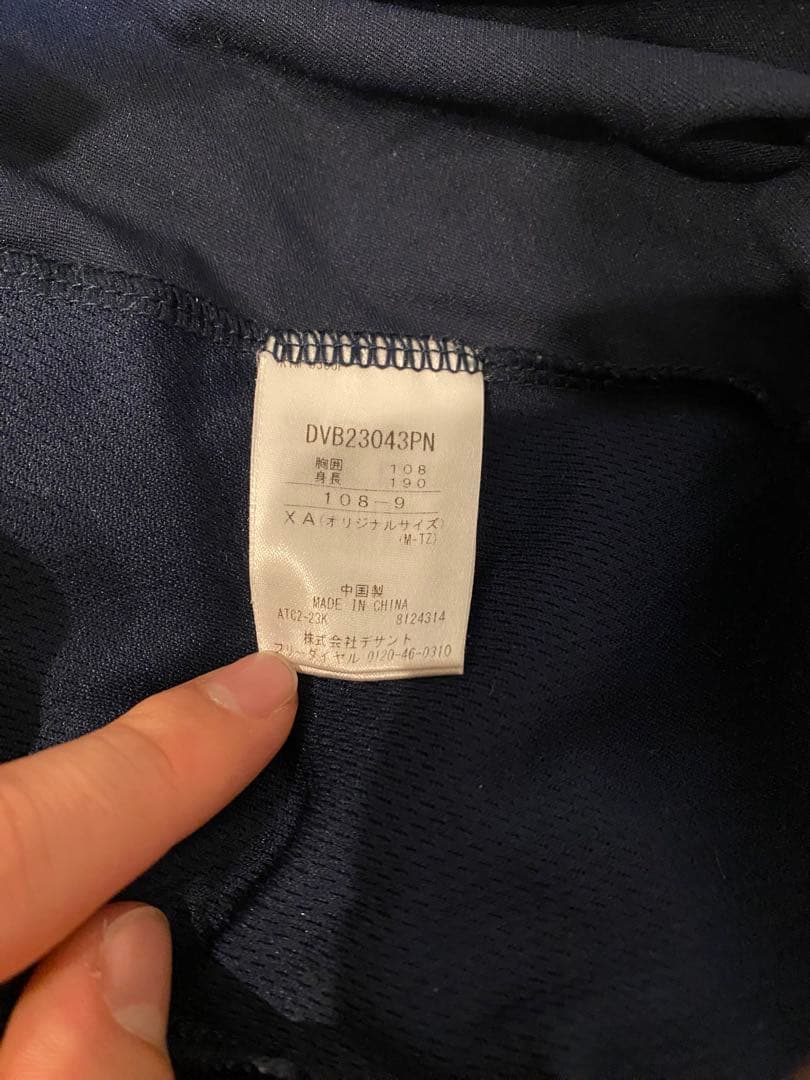 DVB23043PN
胸囲 108
身長 190
108-9
XA(オリジナルサイズ)
(M-TZ)
中国製
MADE IN CHINA
ATC2-23K 8124314
株式会社デサント
フリーダイヤル 0120-46-0310